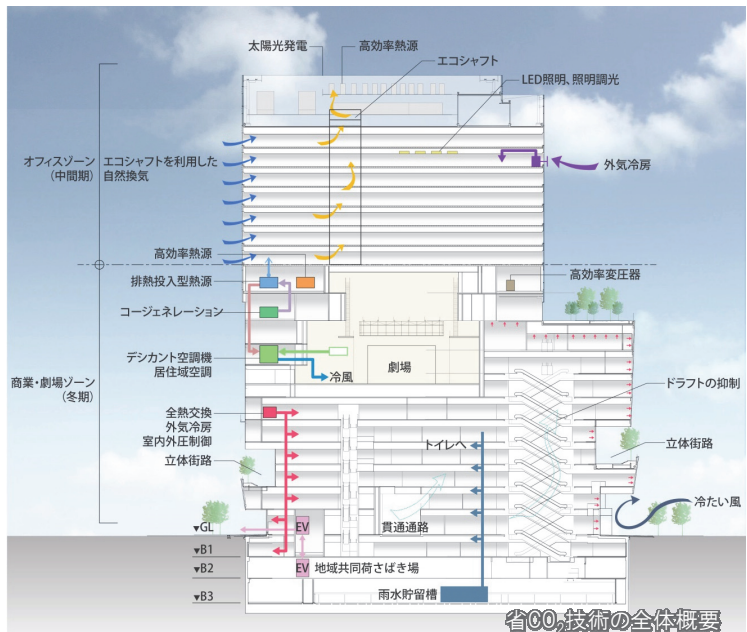 太陽光発電
高効率熱源
エコシャフト
LED照明、照明調光
オフィスゾーン
（中間期）
エコシャフトを利用した
自然換気
外気冷房
高効率熱源
排熱投入型熱源
高効率変圧器
コージェネレーション
デシカント空調機
居住域空調
冷風
劇場
商業・劇場ゾーン
（冬期）
ドラフトの抑制
全熱交換
外気冷房
室内外圧制御
トイレへ
立体街路
立体街路
冷たい風
▼GL
EV
貫通通路
▼B1
▼B2
EV
地域共同荷さばき場
▼B3
雨水貯留槽
省CO₂技術の全体概要